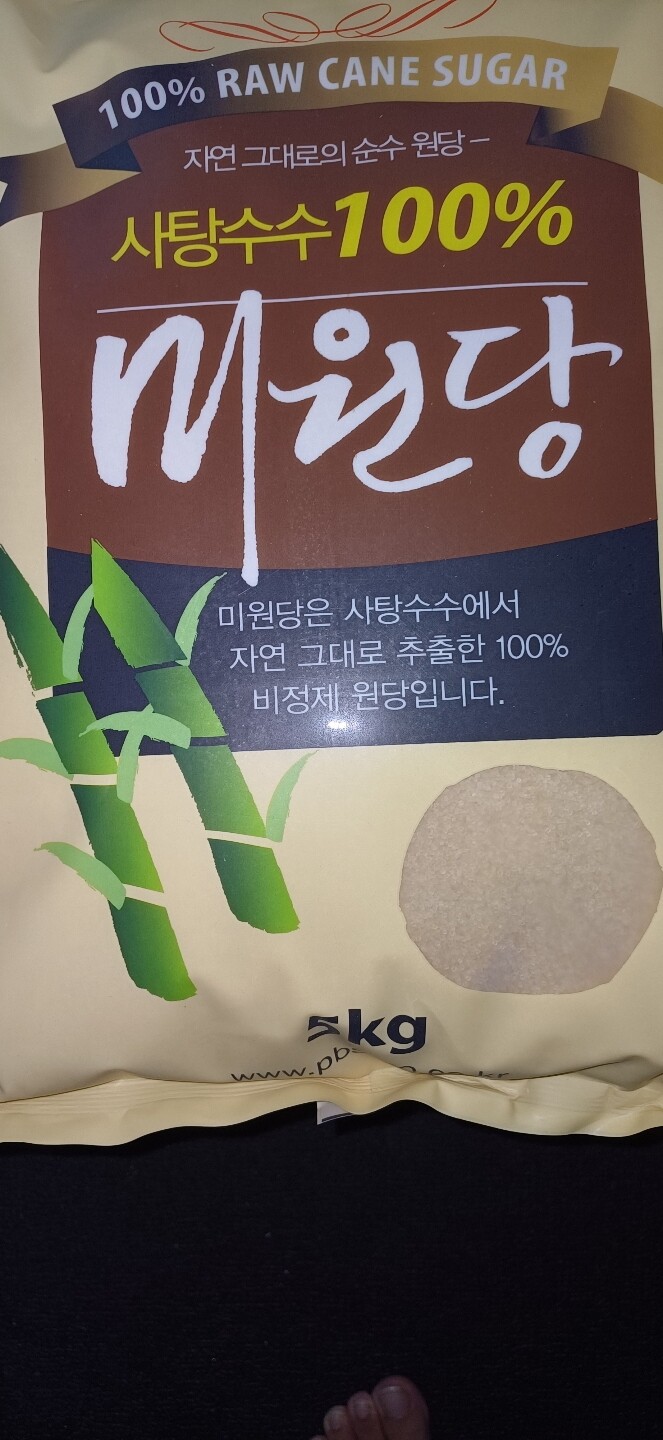 100% RAW CANE SUGAR
자연 그대로의 순수 원당 –
사탕수수100%
미원당
미원당은 사탕수수에서
자연 그대로 추출한 100%
비정제 원당입니다.
5kg